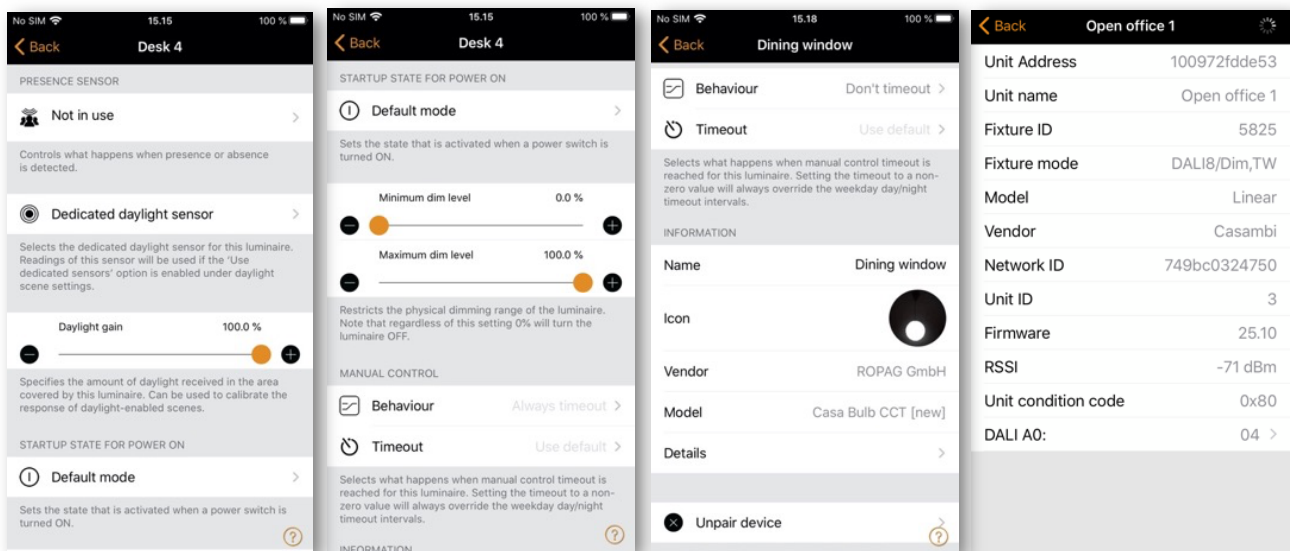 No SIM 15.15 100 %
Back Desk 4
PRESENCE SENSOR
Not in use
Controls what happens when presence or absence
is detected.
Dedicated daylight sensor
Selects the dedicated daylight sensor for this luminaire.
Readings of this sensor will be used if the 'Use
dedicated sensors' option is enabled under daylight
scene settings.
Daylight gain 100.0 %
Specifies the amount of daylight received in the area
covered by this luminaire. Can be used to calibrate the
response of daylight-enabled scenes.
STARTUP STATE FOR POWER ON
Default mode
Sets the state that is activated when a power switch is
turned ON.
?
No SIM 15.15 100 %
Back Desk 4
STARTUP STATE FOR POWER ON
Default mode
Sets the state that is activated when a power switch is
turned ON.
Minimum dim level 0.0 %
Maximum dim level 100.0 %
Restricts the physical dimming range of the luminaire.
Note that regardless of this setting 0% will turn the
luminaire OFF.
MANUAL CONTROL
Behaviour Always timeout
Timeout Use default
Selects what happens when manual control timeout is
reached for this luminaire. Setting the timeout to a non-
zero value will always override the weekday day/night
timeout intervals.
?
INFORMATION
No SIM 15.18 100 %
Back Dining window
Behaviour Don't timeout
Timeout Use default
Selects what happens when manual control timeout is
reached for this luminaire. Setting the timeout to a non-
zero value will always override the weekday day/night
timeout intervals.
INFORMATION
Name Dining window
Icon
Vendor ROPAG GmbH
Model Casa Bulb CCT [new]
Details
Unpair device
?
Back Open office 1
Unit Address 100972fdde53
Unit name Open office 1
Fixture ID 5825
Fixture mode DALI8/Dim,TW
Model Linear
Vendor Casambi
Network ID 749bc0324750
Unit ID 3
Firmware 25.10
RSSI -71 dBm
Unit condition code 0x80
DALI A0: 04